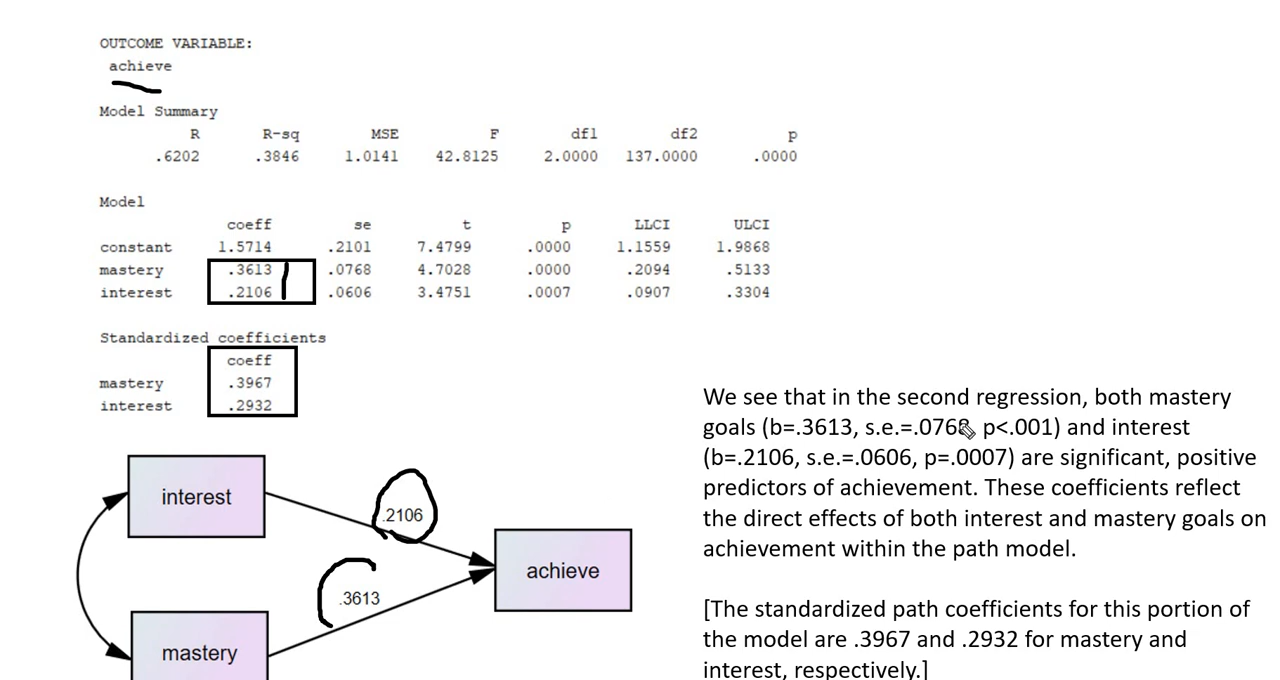 OUTCOME VARIABLE:
achieve
Model Summary
R R-sq MSE F df1 df2 p
.6202 .3846 1.0141 42.8125 2.0000 137.0000 .0000
Model
coeff se t p LLCI ULCI
constant 1.5714 .2101 7.4799 .0000 1.1559 1.9868
mastery .3613 .0768 4.7028 .0000 .2094 .5133
interest .2106 .0606 3.4751 .0007 .0907 .3304
Standardized coefficients
coeff
mastery .3967
interest .2932
interest
.2106
achieve
.3613
mastery
We see that in the second regression, both mastery
goals (b=.3613, s.e.=.0768, p<.001) and interest
(b=.2106, s.e.=.0606, p=.0007) are significant, positive
predictors of achievement. These coefficients reflect
the direct effects of both interest and mastery goals on
achievement within the path model.
[The standardized path coefficients for this portion of
the model are .3967 and .2932 for mastery and
interest, respectively.]